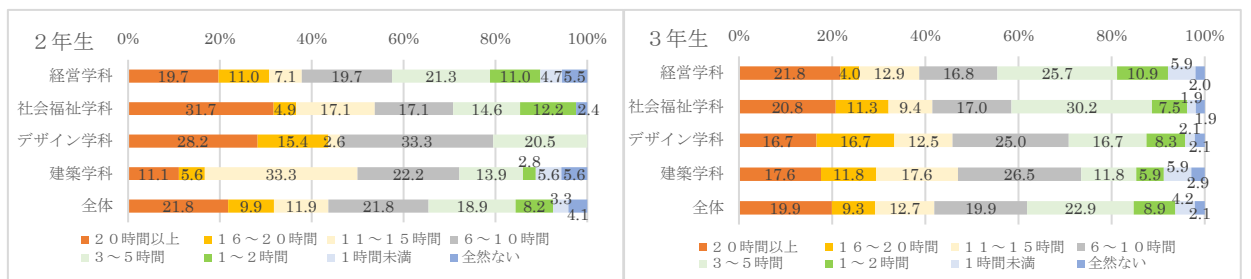 ２年生
0% 20% 40% 60% 80% 100%
経営学科 19.7 11.0 7.1 19.7 21.3 11.0 4.7 5.5
社会福祉学科 31.7 4.9 17.1 17.1 14.6 12.2 2.4
デザイン学科 28.2 15.4 2.6 33.3 20.5
建築学科 11.1 5.6 33.3 22.2 13.9 2.8 5.6 5.6
全体 21.8 9.9 11.9 21.8 18.9 8.2 3.3 4.1
２０時間以上 １６～２０時間 １１～１５時間 ６～１０時間
３～５時間 １～２時間 １時間未満 全然ない
３年生
0% 20% 40% 60% 80% 100%
経営学科 21.8 4.0 12.9 16.8 25.7 10.9 5.9 2.0
社会福祉学科 20.8 11.3 9.4 17.0 30.2 7.5 1.9 1.9
デザイン学科 16.7 16.7 12.5 25.0 16.7 8.3 2.1 2.1
建築学科 17.6 11.8 17.6 26.5 11.8 5.9 5.9 2.9
全体 19.9 9.3 12.7 19.9 22.9 8.9 4.2 2.1
２０時間以上 １６～２０時間 １１～１５時間 ６～１０時間
３～５時間 １～２時間 １時間未満 全然ない